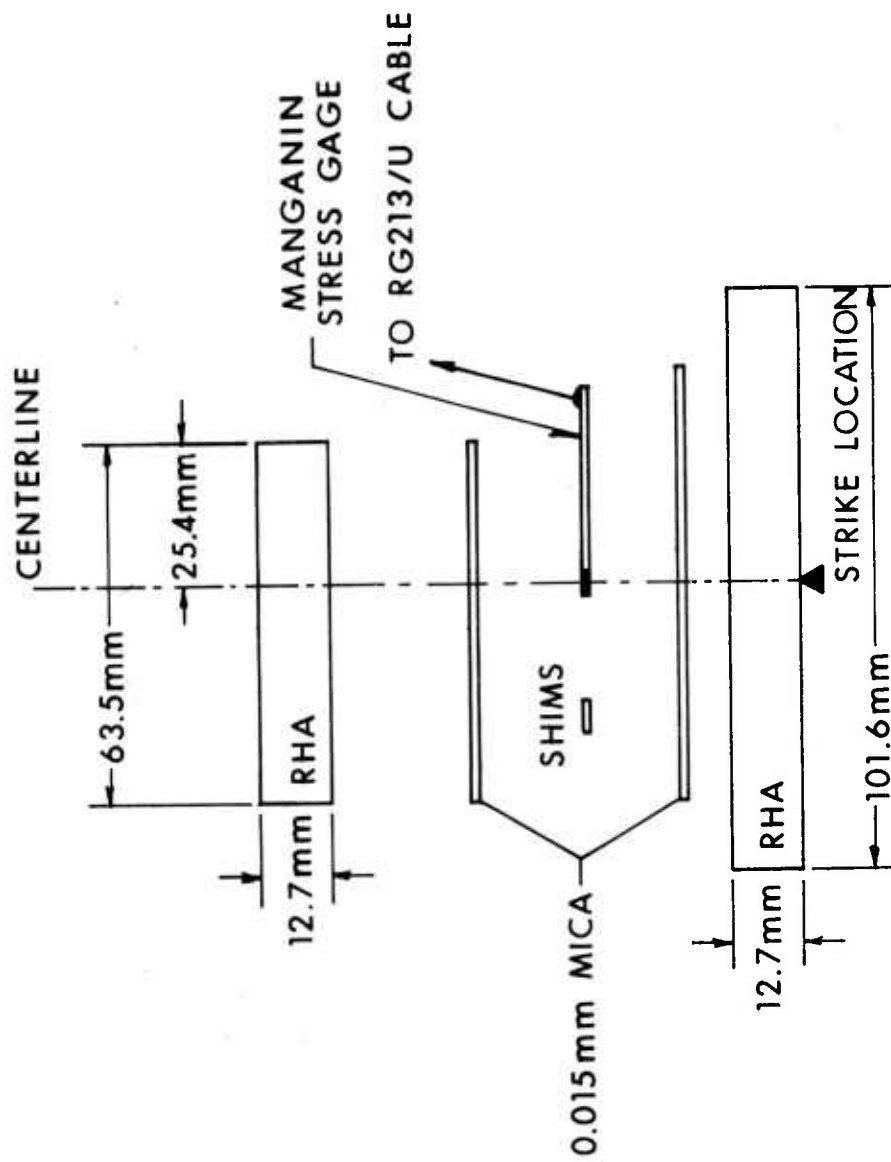 CENTERLINE
63.5mm
25.4mm
RHA
12.7mm
MANGANIN
STRESS GAGE
TO RG213/U CABLE
SHIMS
0.015mm MICA
RHA
12.7mm
STRIKE LOCATION
101.6mm